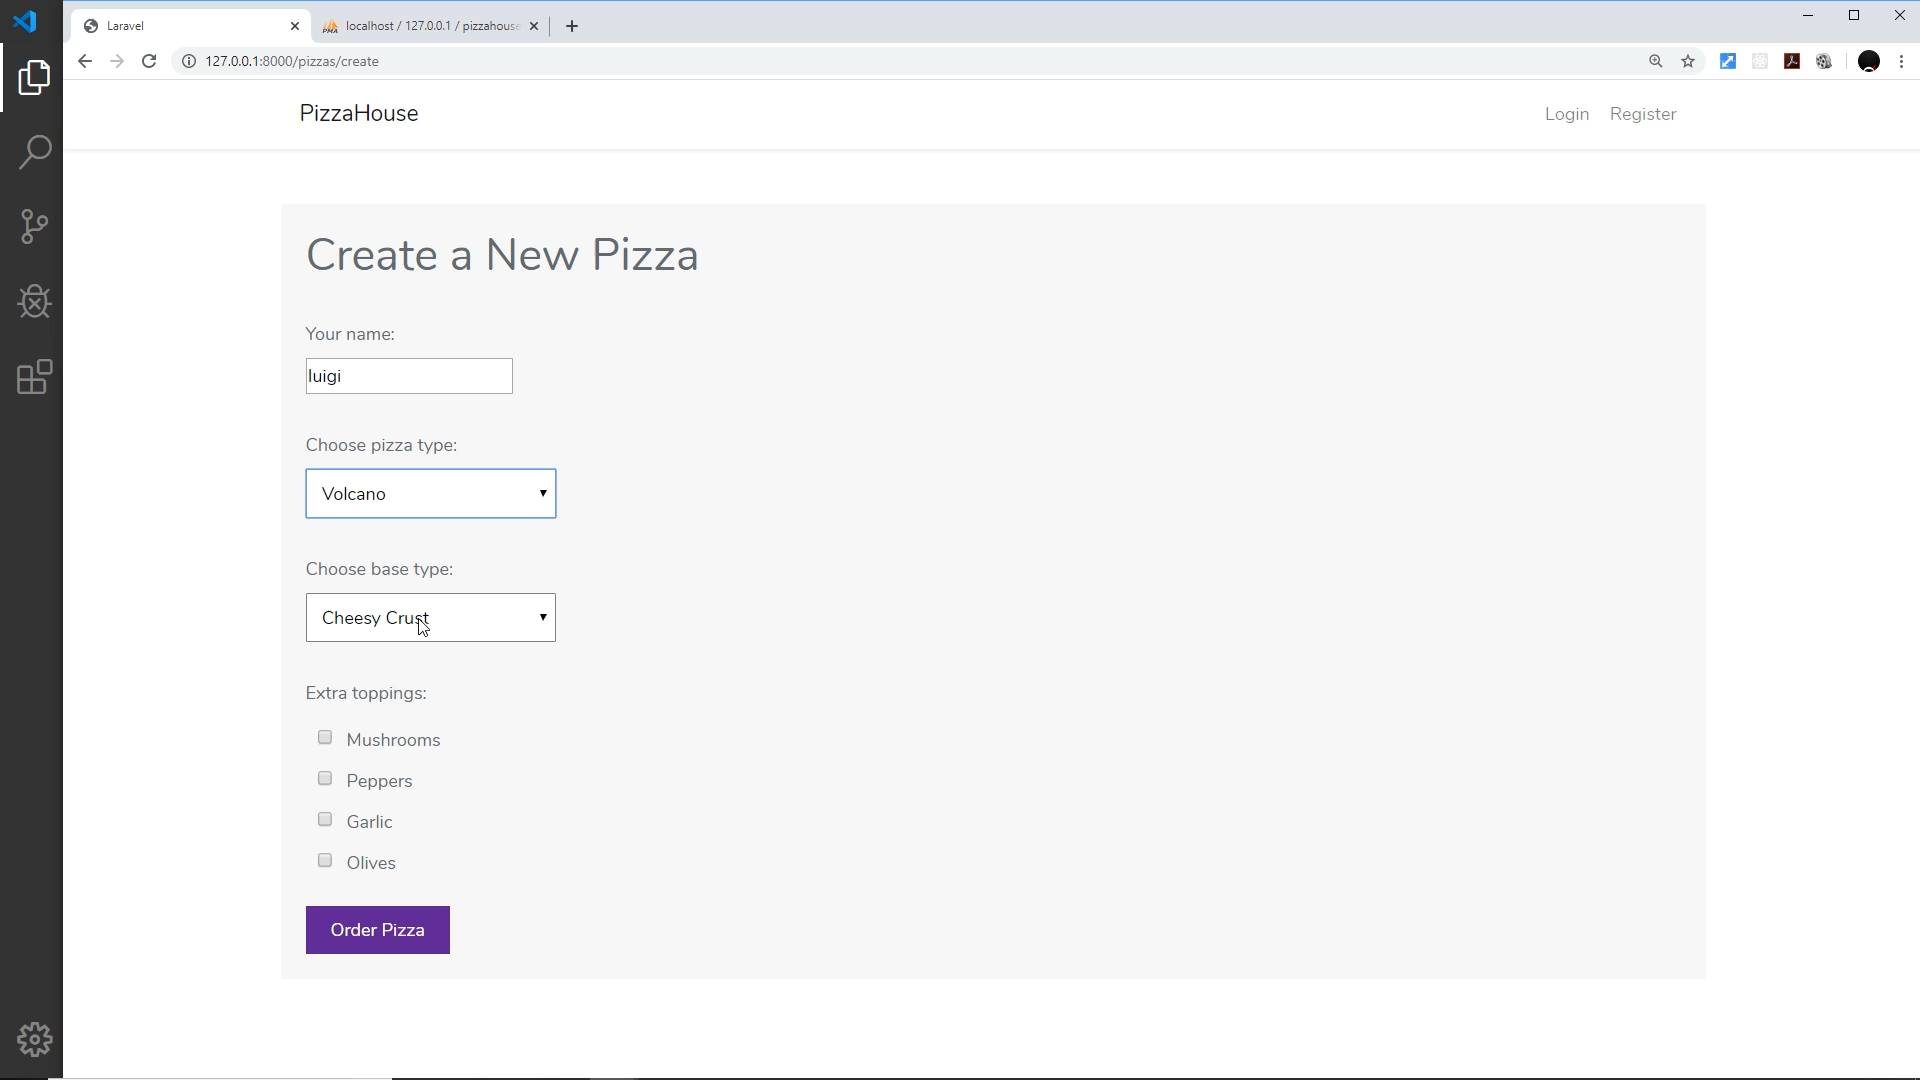 Laravel
localhost / 127.0.0.1 / pizzahouse
127.0.0.1:8000/pizzas/create
PizzaHouse
Login Register
Create a New Pizza
Your name:
luigi
Choose pizza type:
Volcano
Choose base type:
Cheesy Crust
Extra toppings:
Mushrooms
Peppers
Garlic
Olives
Order Pizza